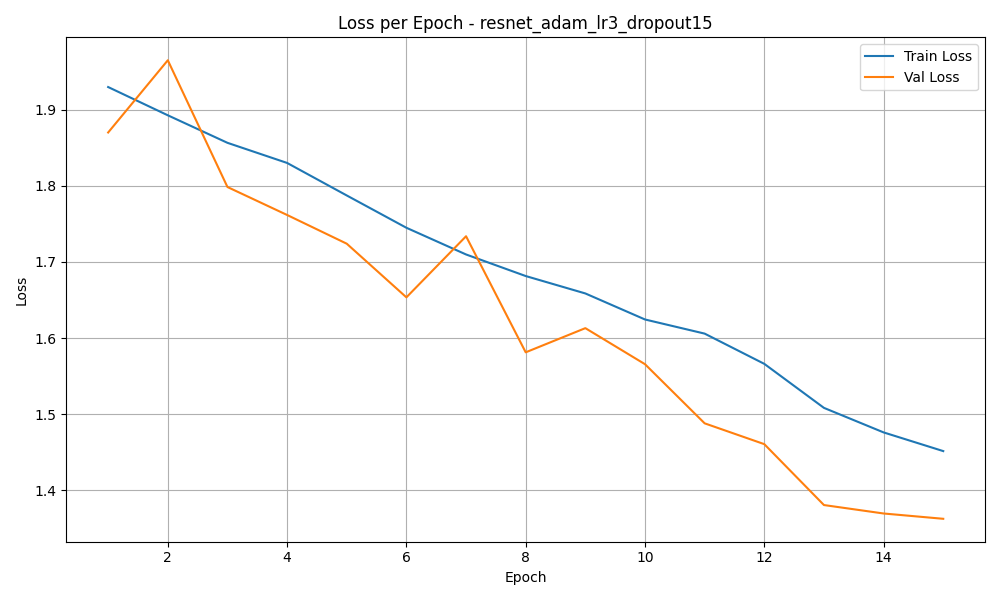 Loss per Epoch - resnet_adam_lr3_dropout15
Train Loss
Val Loss
1.9
1.8
1.7
1.6
1.5
1.4
Loss
2 4 6 8 10 12 14
Epoch